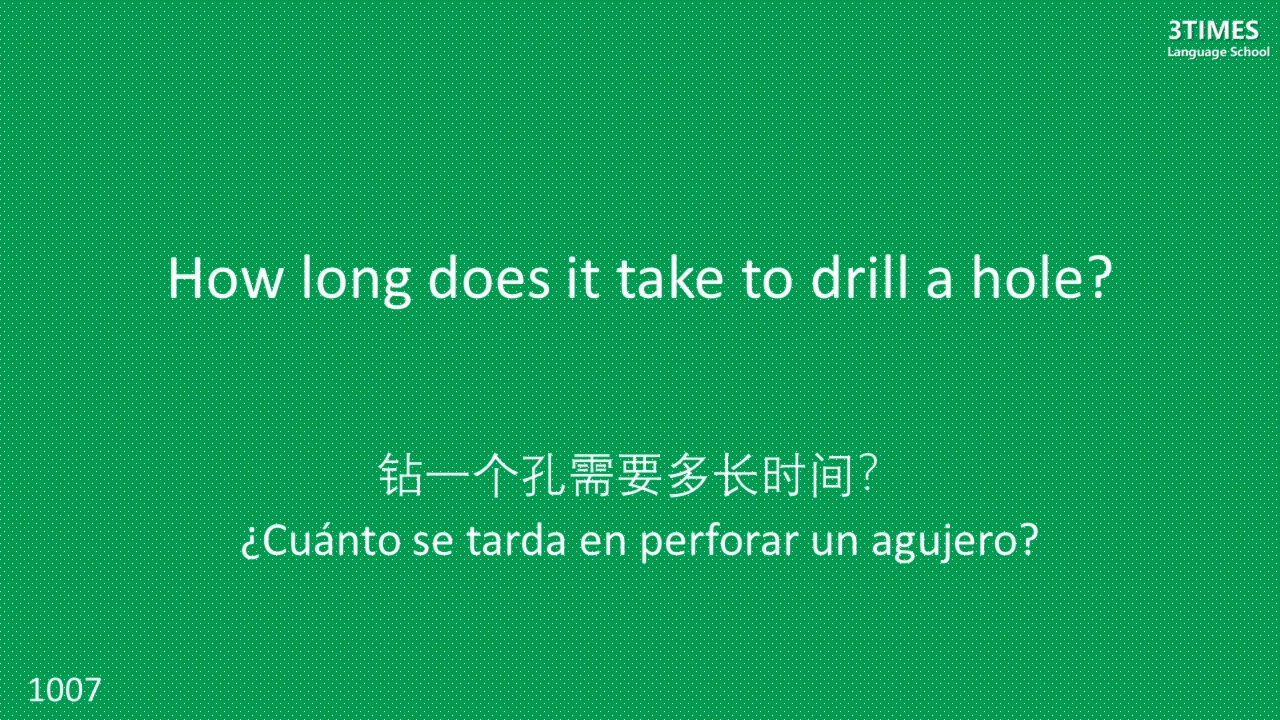 3TIMES
Language School
How long does it take to drill a hole?
钻一个孔需要多长时间？
¿Cuánto se tarda en perforar un agujero?
1007